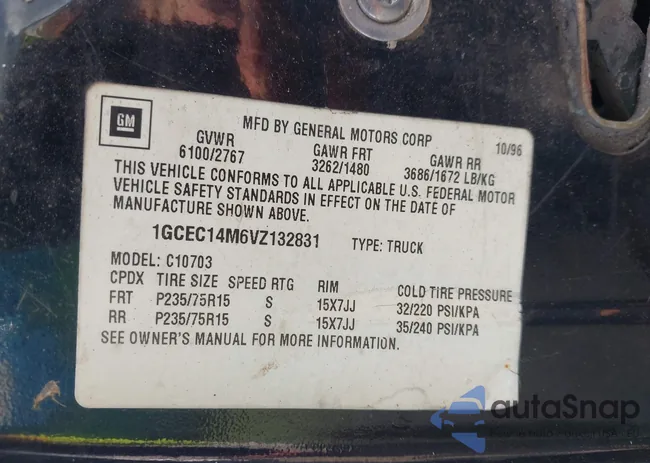 GM
MFD BY GENERAL MOTORS CORP 10/96
GVWR GAWR FRT GAWR RR
6100/2767 3262/1480 3686/1672 LB/KG
THIS VEHICLE CONFORMS TO ALL APPLICABLE U.S. FEDERAL MOTOR
VEHICLE SAFETY STANDARDS IN EFFECT ON THE DATE OF
MANUFACTURE SHOWN ABOVE.
1GCEC14M6VZ132831 TYPE: TRUCK
MODEL: C10703
CPDX TIRE SIZE SPEED RTG RIM COLD TIRE PRESSURE
FRT P235/75R15 S 15X7JJ 32/220 PSI/KPA
RR P235/75R15 S 15X7JJ 35/240 PSI/KPA
SEE OWNER'S MANUAL FOR MORE INFORMATION.
autaSnap